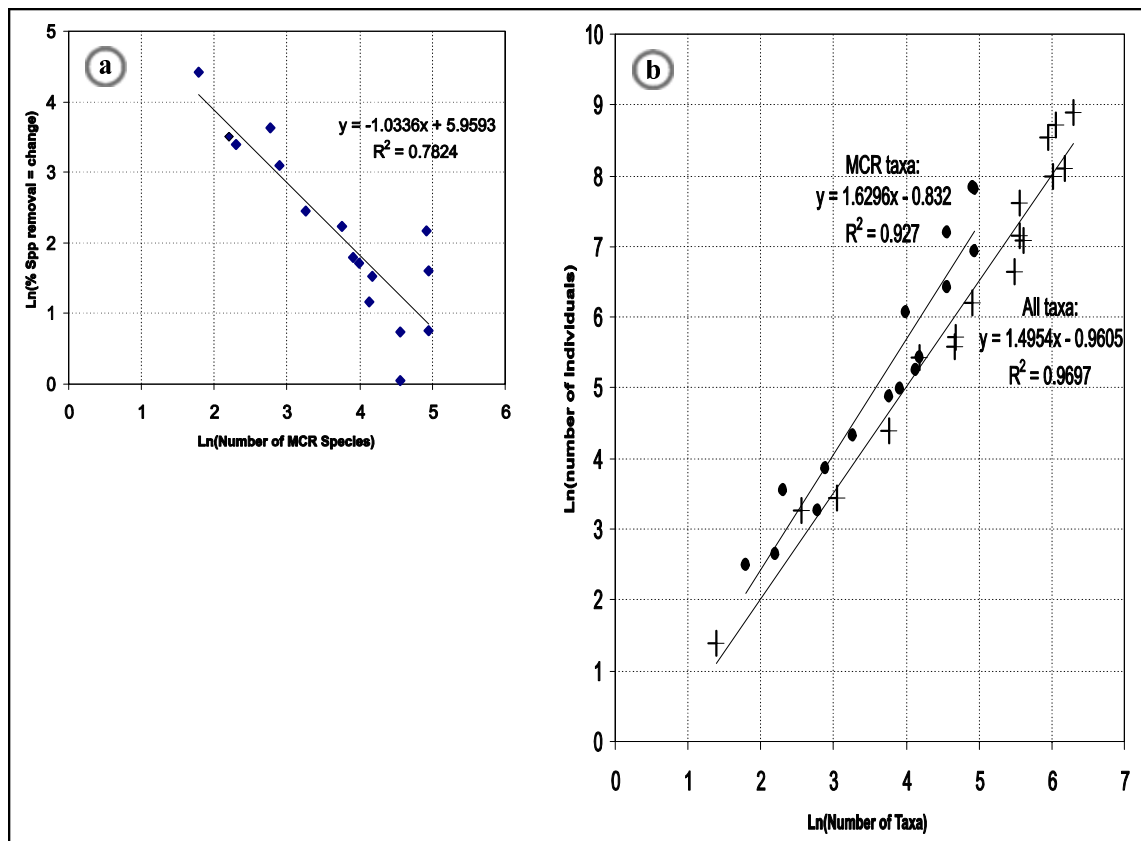 a
5
4
3
2
1
0
Ln(% Spp removal = change)
y = -1.0336x + 5.9593
R² = 0.7824
0 1 2 3 4 5 6
Ln(Number of MCR Species)
b
10
9
8
7
6
5
4
3
2
1
0
Ln(number of Individuals)
MCR taxa:
y = 1.6296x - 0.832
R² = 0.927
All taxa:
y = 1.4954x - 0.9605
R² = 0.9697
0 1 2 3 4 5 6 7
Ln(Number of Taxa)